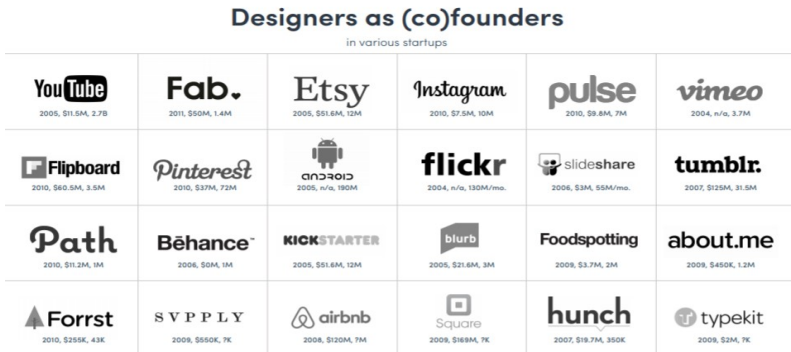 Designers as (co)founders
in various startups
YouTube
2005, $11.5M, 2.7B
Fab.
2011, $50M, 1.4M
Etsy
2005, $51.6M, 12M
Instagram
2010, $7.5M, 10M
pulse
2010, $9.8M, 7M
vimeo
2004, n/a, 3.7M
Flipboard
2010, $60.5M, 3.5M
Pinterest
2010, $37M, 72M
ANDROID
2005, n/a, 190M
flickr
2004, n/a, 130M/mo.
slideshare
2006, $3M, 55M/mo.
tumblr.
2007, $125M, 31.5M
Path
2010, $11.2M, 1M
Bēhance™
2006, $0M, 1M
KICKSTARTER
2005, $51.6M, 12M
blurb
2005, $21.6M, 3M
Foodspotting
2009, $3.7M, 2M
about.me
2009, $450K, 1.2M
Forrst
2010, $255K, 43K
SVPPLY
2009, $550K, 7K
airbnb
2008, $120M, 7M
Square
2009, $169M, 7K
hunch
2007, $19.7M, 350K
typekit
2009, $2M, 7K